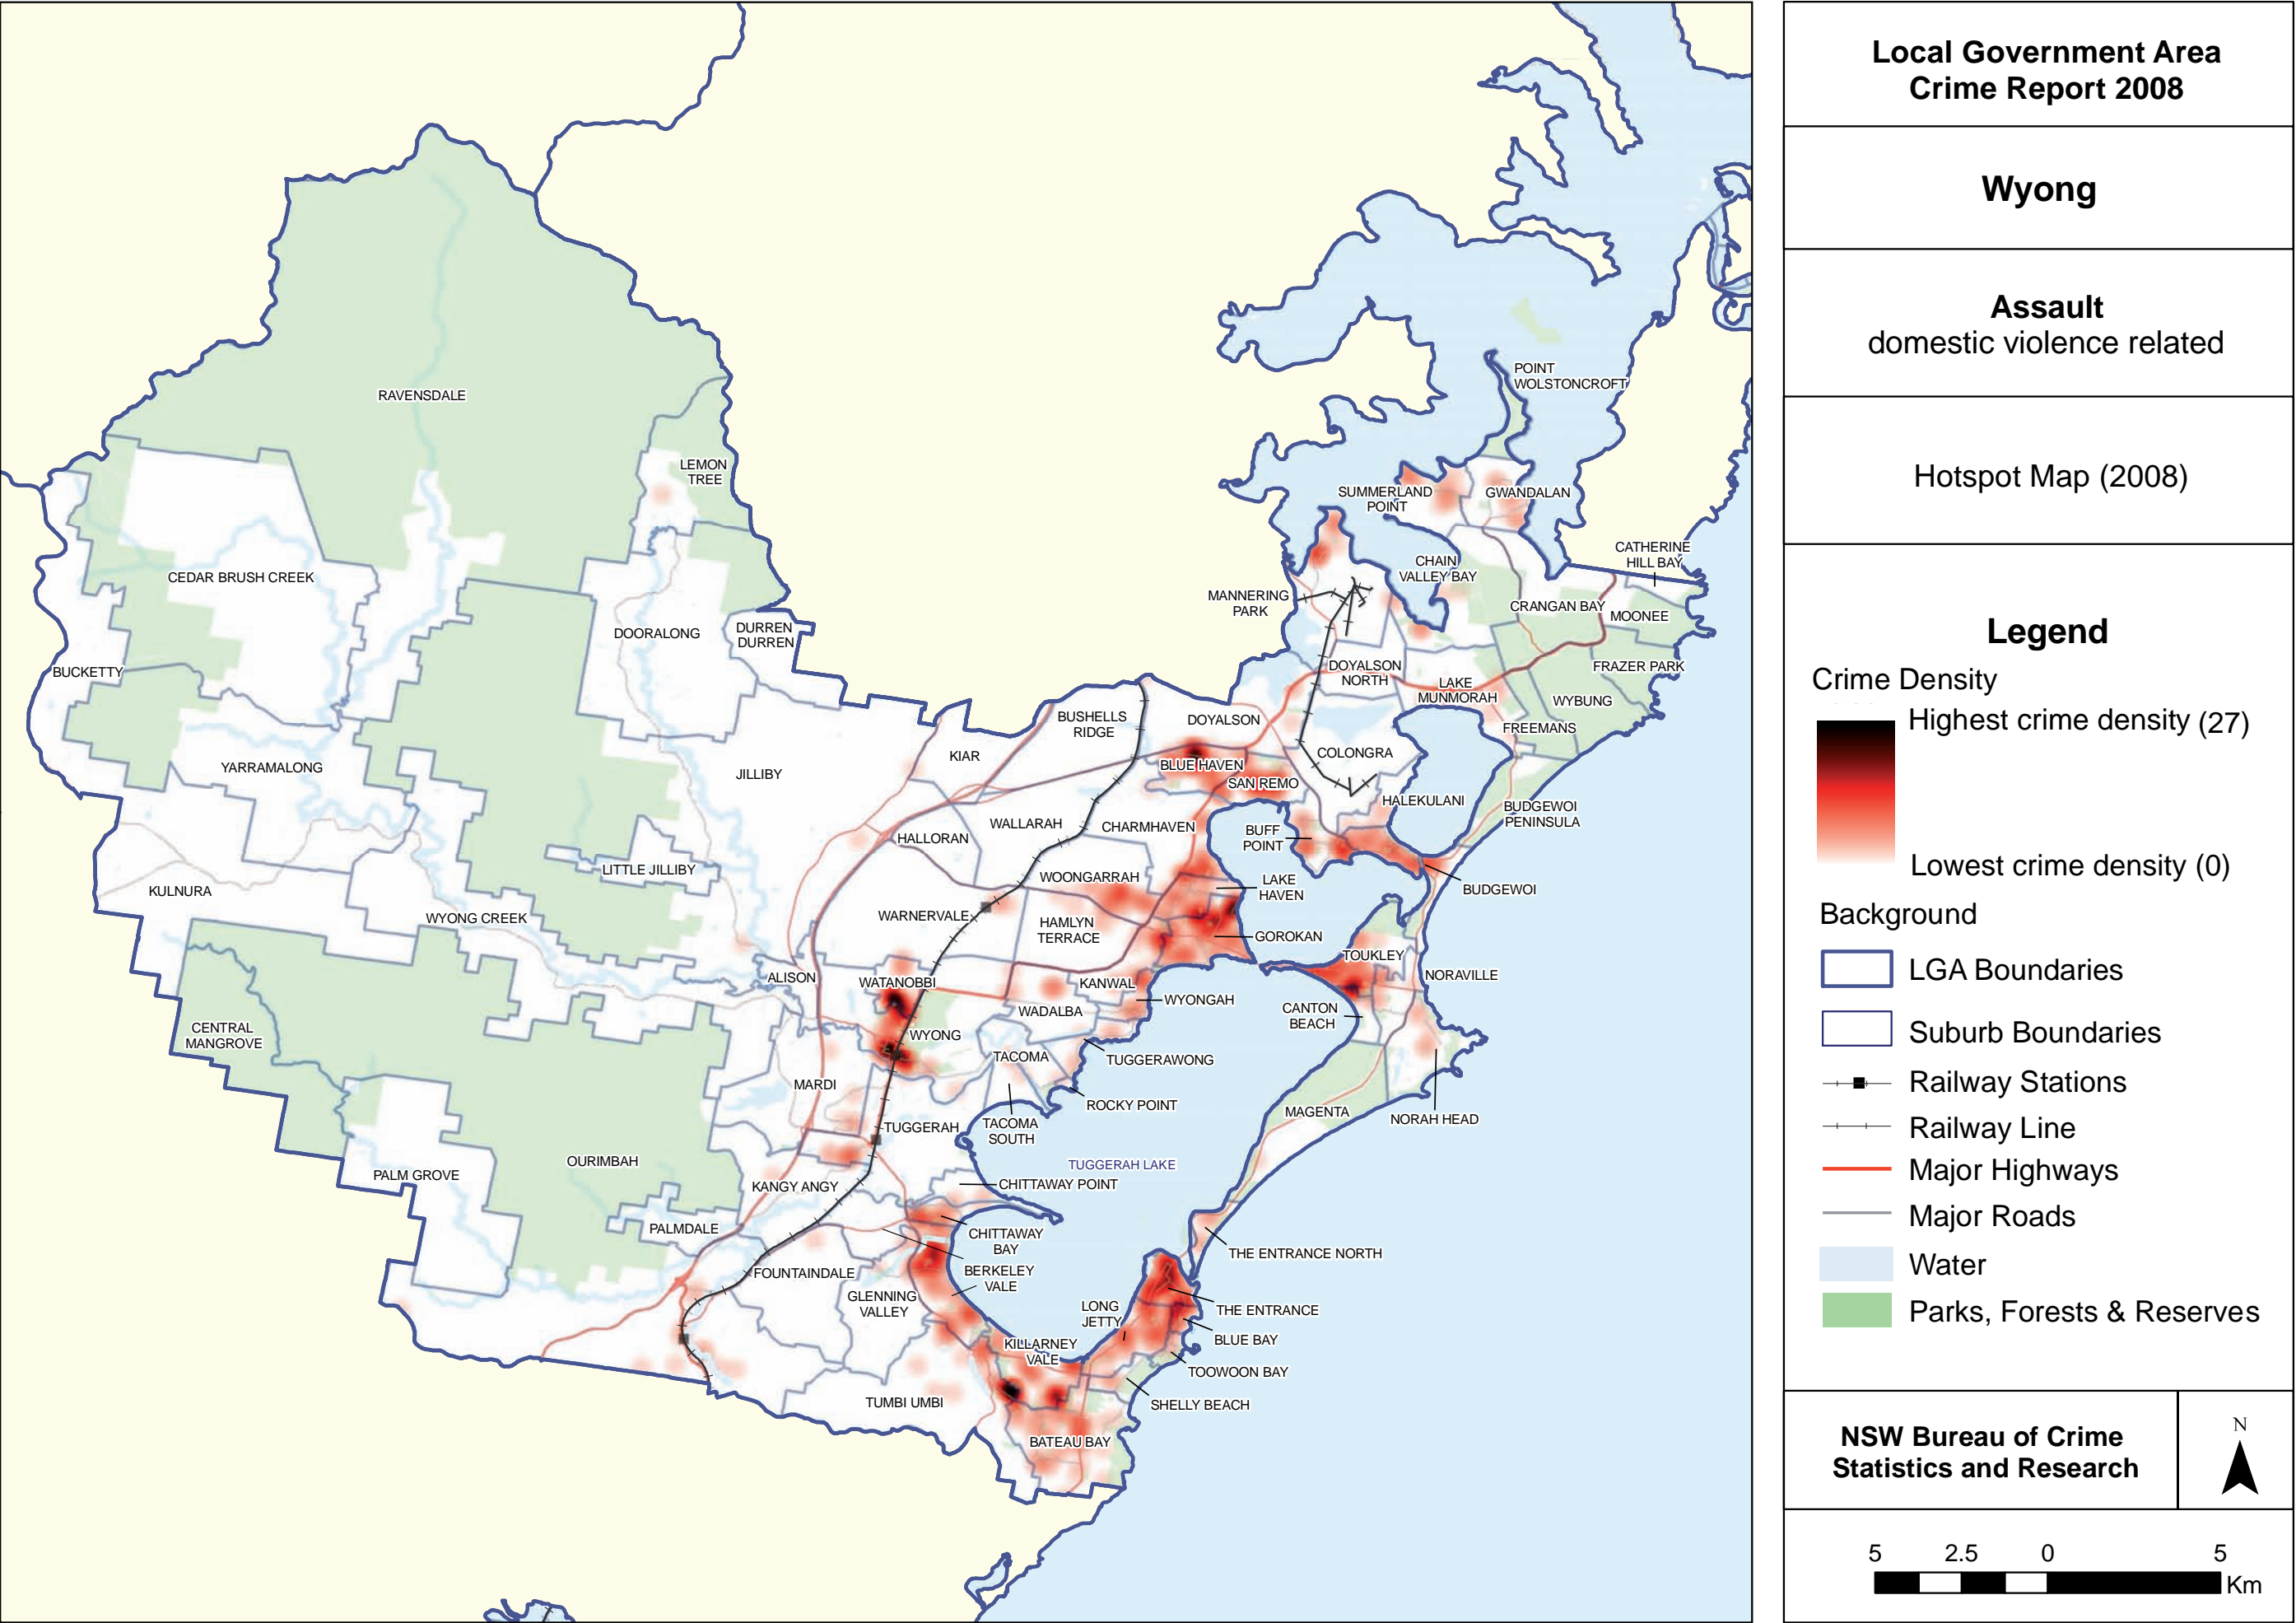 RAVENSDALE
LEMON
TREE
CEDAR BRUSH CREEK
BUCKETTY
DOORALONG
DURREN
DURREN
YARRAMALONG
JILLIBY
KULNURA
LITTLE JILLIBY
WYONG CREEK
CENTRAL
MANGROVE
PALM GROVE
OURIMBAH
PALMDALE
POINT
WOLSTONCROFT
SUMMERLAND
POINT
GWANDALAN
CATHERINE
HILL BAY
CHAIN
VALLEY BAY
MANNERING
PARK
CRANGAN BAY
MOONEE
FRAZER PARK
DOYALSON
NORTH
LAKE
MUNMORAH
WYBUNG
FREEMANS
BUSHELLS
RIDGE
DOYALSON
KIAR
COLONGRA
BLUE HAVEN
SAN REMO
HALEKULANI
BUDGEWOI
PENINSULA
WALLARAH
CHARMHAVEN
HALLORAN
BUFF
POINT
WOONGARRAH
LAKE
HAVEN
BUDGEWOI
WARNERVALE
HAMLYN
TERRACE
GOROKAN
TOUKLEY
NORAVILLE
ALISON
WATANOBBI
KANWAL
WYONGAH
WADALBA
CANTON
BEACH
WYONG
TACOMA
TUGGERAWONG
MARDI
ROCKY POINT
MAGENTA
NORAH HEAD
TUGGERAH
TACOMA
SOUTH
TUGGERAH LAKE
KANGY ANGY
CHITTAWAY POINT
CHITTAWAY
BAY
THE ENTRANCE NORTH
FOUNTAINDALE
BERKELEY
VALE
GLENNING
VALLEY
LONG
JETTY
THE ENTRANCE
BLUE BAY
KILLARNEY
VALE
TOOWOON BAY
TUMBI UMBI
SHELLY BEACH
BATEAU BAY
Local Government Area
Crime Report 2008
Wyong
Assault
domestic violence related
Hotspot Map (2008)
Legend
Crime Density
Highest crime density (27)
Lowest crime density (0)
Background
LGA Boundaries
Suburb Boundaries
Railway Stations
Railway Line
Major Highways
Major Roads
Water
Parks, Forests & Reserves
NSW Bureau of Crime
Statistics and Research
N
5 2.5 0 5
Km